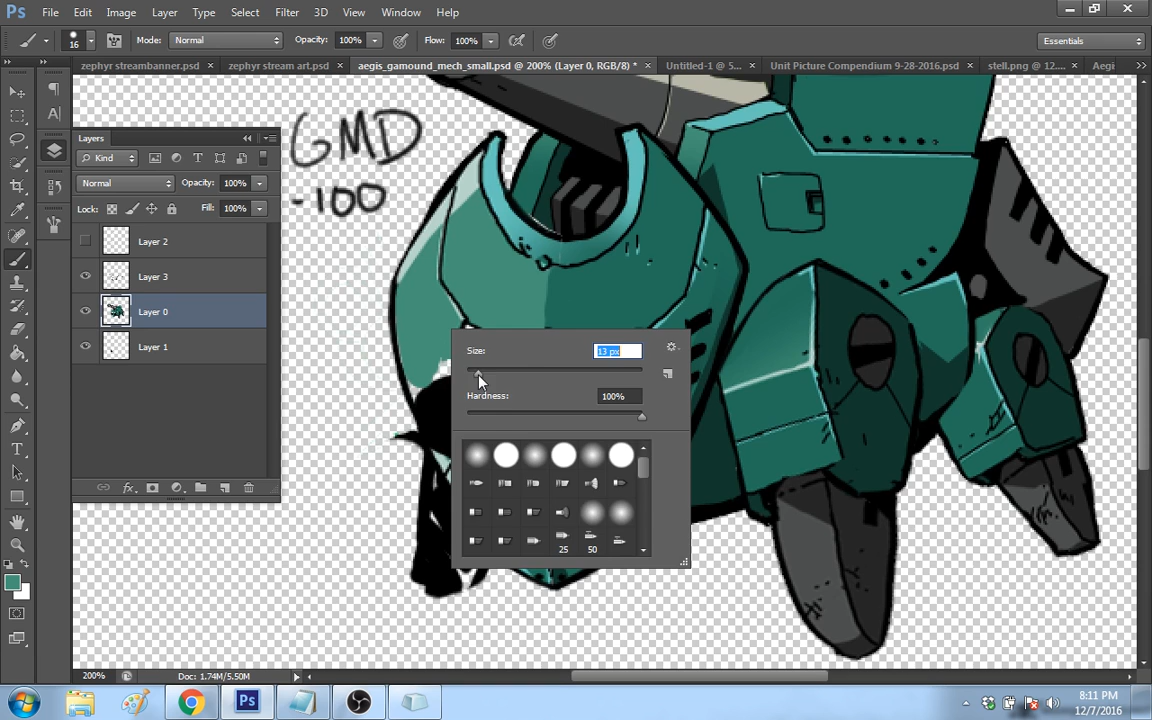 Ps File Edit Image Layer Type Select Filter 3D View Window Help
16 Mode: Normal Opacity: 100% Flow: 100% Essentials
zephyr streambanner.psd × zephyr stream art.psd × aegis_gamound_mech_small.psd @ 200% (Layer 0, RGB/8) * × Untitled-1 @ 5... × Unit Picture Compendium 9-28-2016.psd × stell.png @ 12.... × Aegi
GMD
-100
Layers
Kind
Normal Opacity: 100%
Lock: Fill: 100%
Layer 2
Layer 3
Layer 0
Layer 1
Size: 13 px
Hardness: 100%
25 50
200% Doc: 1.74M/5.50M
8:11 PM
12/7/2016